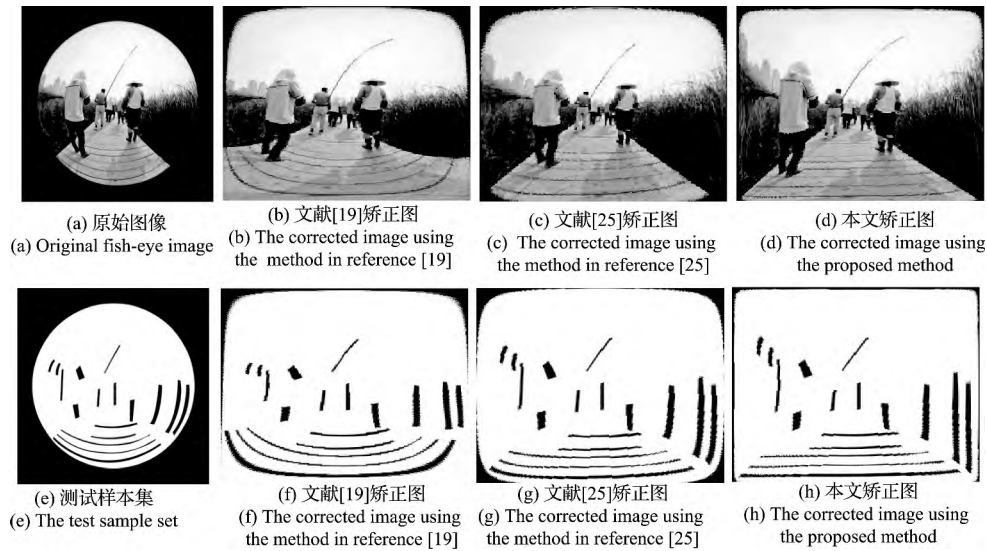 (a) 原始图像
(a) Original fish-eye image
(b) 文献[19]矫正图
(b) The corrected image using
the method in reference [19]
(c) 文献[25]矫正图
(c) The corrected image using
the method in reference [25]
(d) 本文矫正图
(d) The corrected image using
the proposed method
(e) 测试样本集
(e) The test sample set
(f) 文献[19]矫正图
(f) The corrected image using
the method in reference [19]
(g) 文献[25]矫正图
(g) The corrected image using
the method in reference [25]
(h) 本文矫正图
(h) The corrected image using
the proposed method